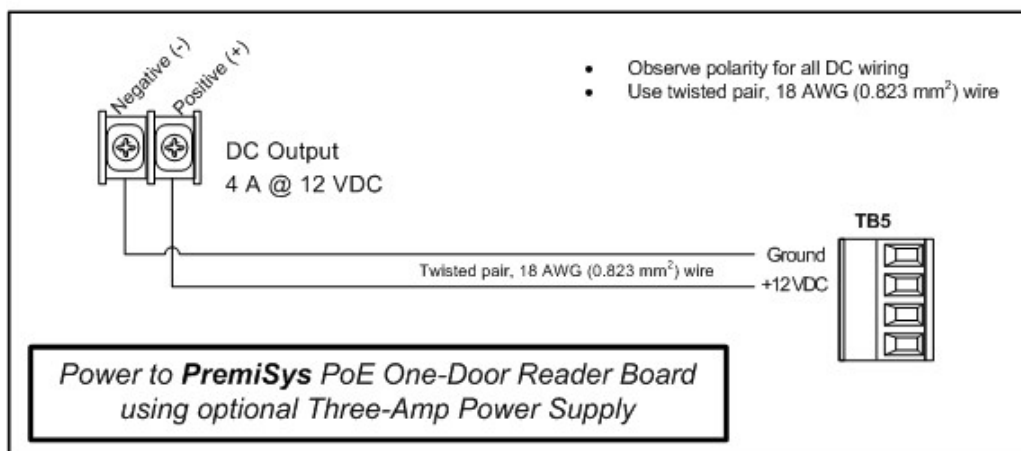 Negative (-)
Positive (+)
• Observe polarity for all DC wiring
• Use twisted pair, 18 AWG (0.823 mm²) wire
DC Output
4 A @ 12 VDC
TB5
Ground
Twisted pair, 18 AWG (0.823 mm²) wire
+12VDC
Power to PremiSys PoE One-Door Reader Board
using optional Three-Amp Power Supply